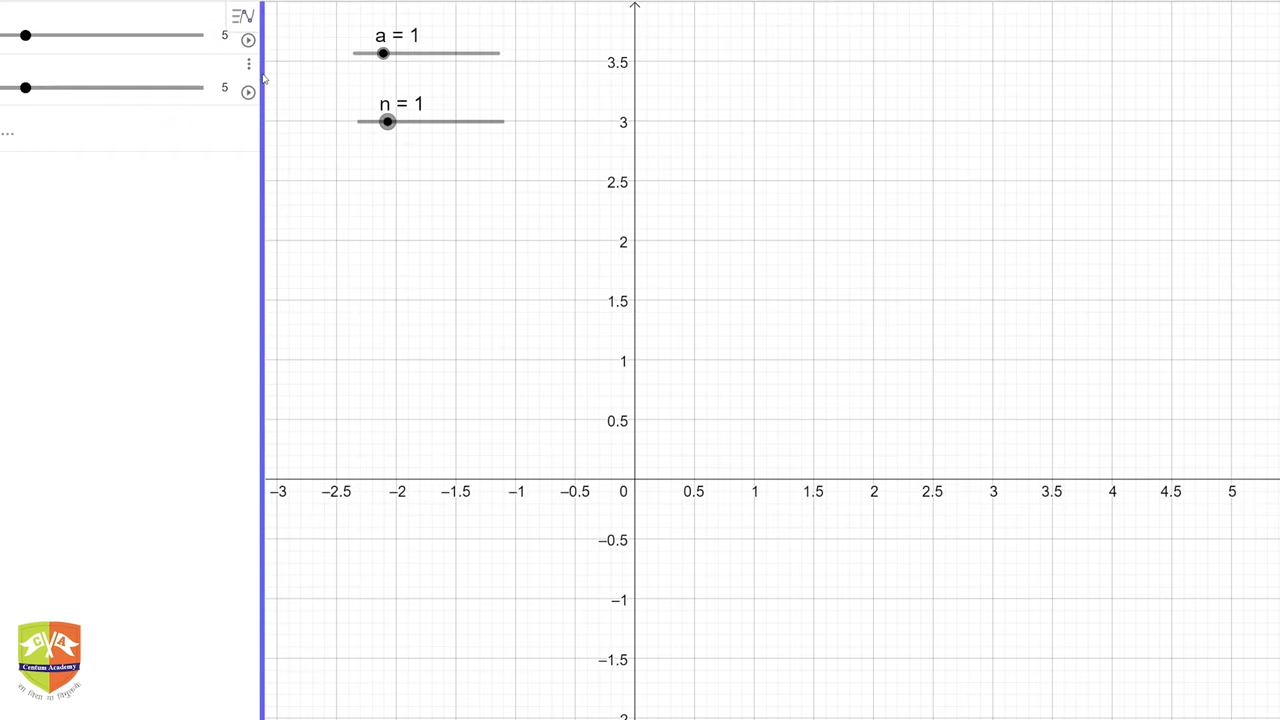 5
5
...
a = 1
n = 1
3.5
3
2.5
2
1.5
1
0.5
–3 –2.5 –2 –1.5 –1 –0.5 0 0.5 1 1.5 2 2.5 3 3.5 4 4.5 5
–0.5
–1
–1.5
C A
Centum Academy
सा विद्या या विमुक्तये